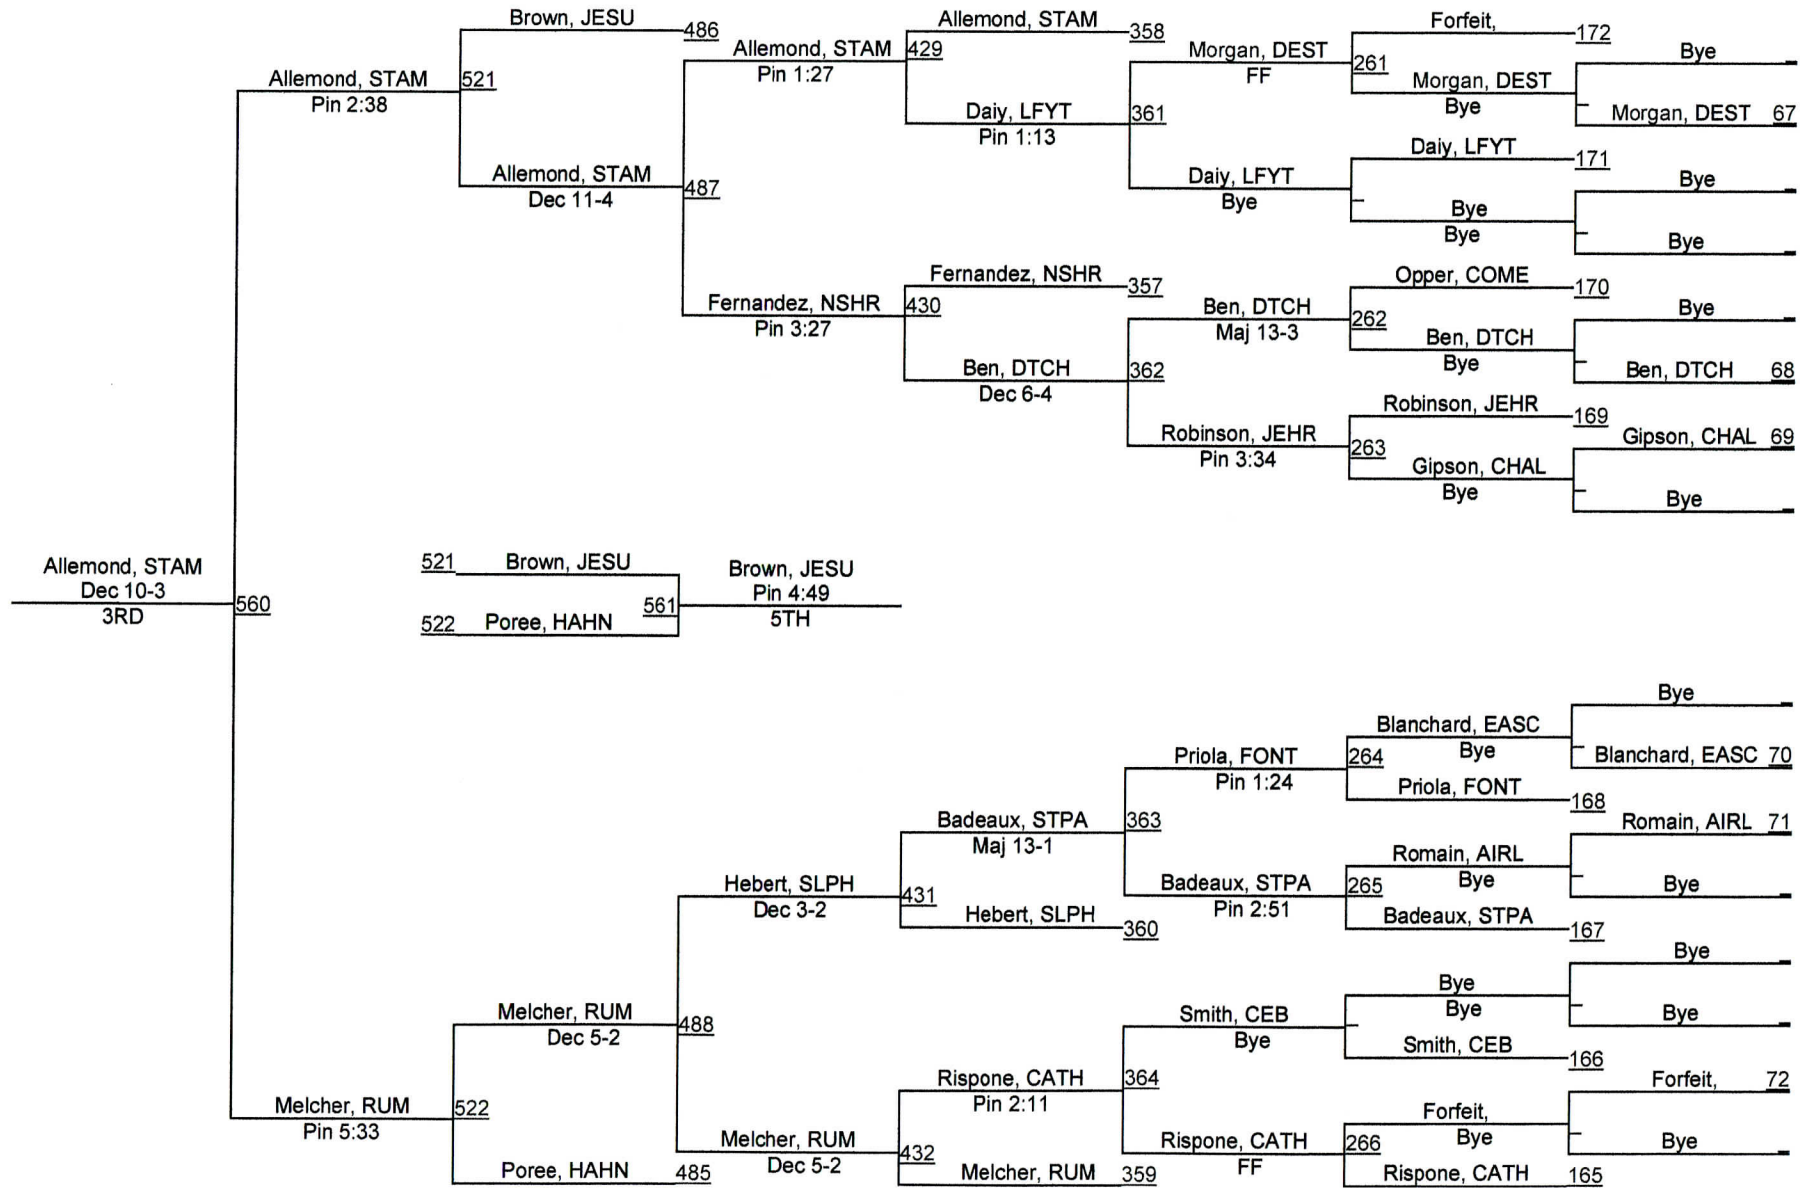 Brown, JESU
486
Allemond, STAM
358
Forfeit,
172
Allemond, STAM
Pin 1:27
429
Morgan, DEST
FF
261
Bye
Allemond, STAM
Pin 2:38
521
Morgan, DEST
Bye
Daiy, LFYT
Pin 1:13
361
Morgan, DEST 67
Daiy, LFYT
171
Allemond, STAM
Dec 11-4
487
Daiy, LFYT
Bye
Bye
Bye
Bye
Bye
Fernandez, NSHR
357
Opper, COME
170
Fernandez, NSHR
Pin 3:27
430
Ben, DTCH
Maj 13-3
262
Bye
Ben, DTCH
Bye
Ben, DTCH
Dec 6-4
362
Ben, DTCH 68
Robinson, JEHR
169
Robinson, JEHR
Pin 3:34
263
Gipson, CHAL 69
Gipson, CHAL
Bye
Bye
Allemond, STAM
Dec 10-3
3RD
560
521
Brown, JESU
Brown, JESU
Pin 4:49
5TH
561
522
Poree, HAHN
Bye
Blanchard, EASC
Bye
Priola, FONT
Pin 1:24
264
Blanchard, EASC 70
Priola, FONT
168
Badeaux, STPA
Maj 13-1
363
Romain, AIRL 71
Romain, AIRL
Bye
Hebert, SLPH
Dec 3-2
431
Badeaux, STPA
Pin 2:51
265
Bye
Hebert, SLPH
360
Badeaux, STPA
167
Bye
Bye
Bye
Melcher, RUM
Dec 5-2
488
Smith, CEB
Bye
Bye
Smith, CEB
166
Rispone, CATH
Pin 2:11
364
Forfeit, 72
Melcher, RUM
Pin 5:33
522
Forfeit,
Bye
Melcher, RUM
Dec 5-2
432
Rispone, CATH
FF
266
Bye
Poree, HAHN
485
Melcher, RUM
359
Rispone, CATH
165